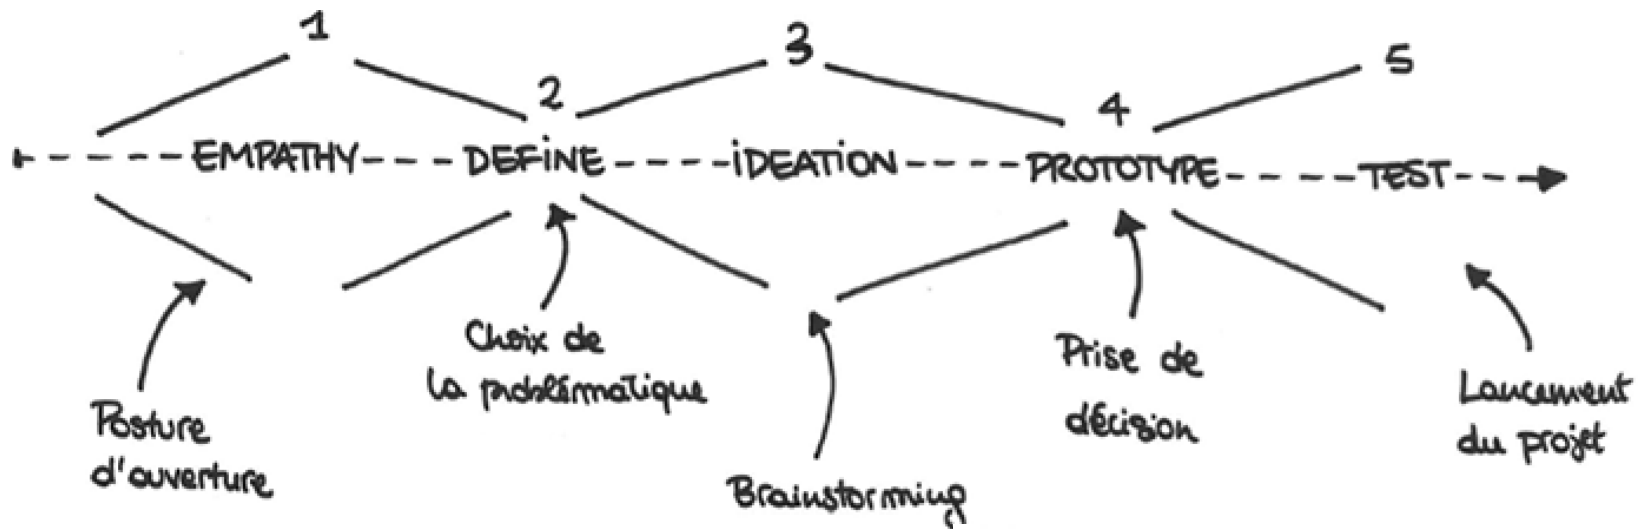 1
3
5
2
4
EMPATHY
DEFINE
IDEATION
PROTOTYPE
TEST
Posture
d'ouverture
Choix de
la problématique
Brainstorming
Prise de
décision
Lancement
du projet